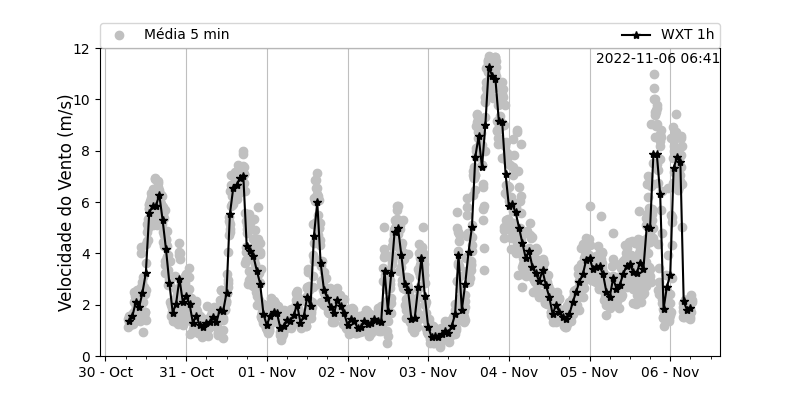 Média 5 min
WXT 1h
2022-11-06 06:41
Velocidade do Vento (m/s)
12
10
8
6
4
2
0
30 - Oct
31 - Oct
01 - Nov
02 - Nov
03 - Nov
04 - Nov
05 - Nov
06 - Nov